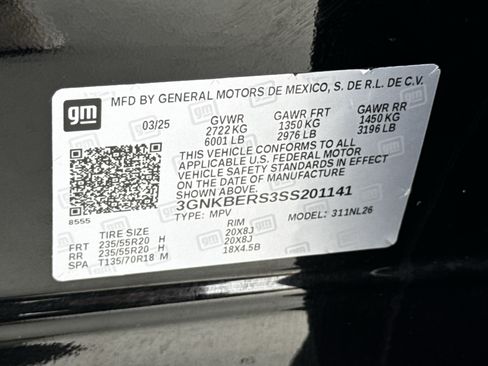 gm
MFD BY GENERAL MOTORS DE MEXICO, S. DE R.L. DE C.V.
03/25 GVWR GAWR FRT GAWR RR
2722 KG 1350 KG 1450 KG
6001 LB 2976 LB 3196 LB
THIS VEHICLE CONFORMS TO ALL
APPLICABLE U.S. FEDERAL MOTOR
VEHICLE SAFETY STANDARDS IN EFFECT
ON THE DATE OF MANUFACTURE SHOWN
ABOVE.
3GNKBERS3SS201141
8555 TYPE: MPV MODEL: 311NL26
TIRE SIZE RIM
FRT 235/55R20 H 20X8J
RR 235/55R20 H 20X8J
SPA T135/70R18 M 18X4.5B